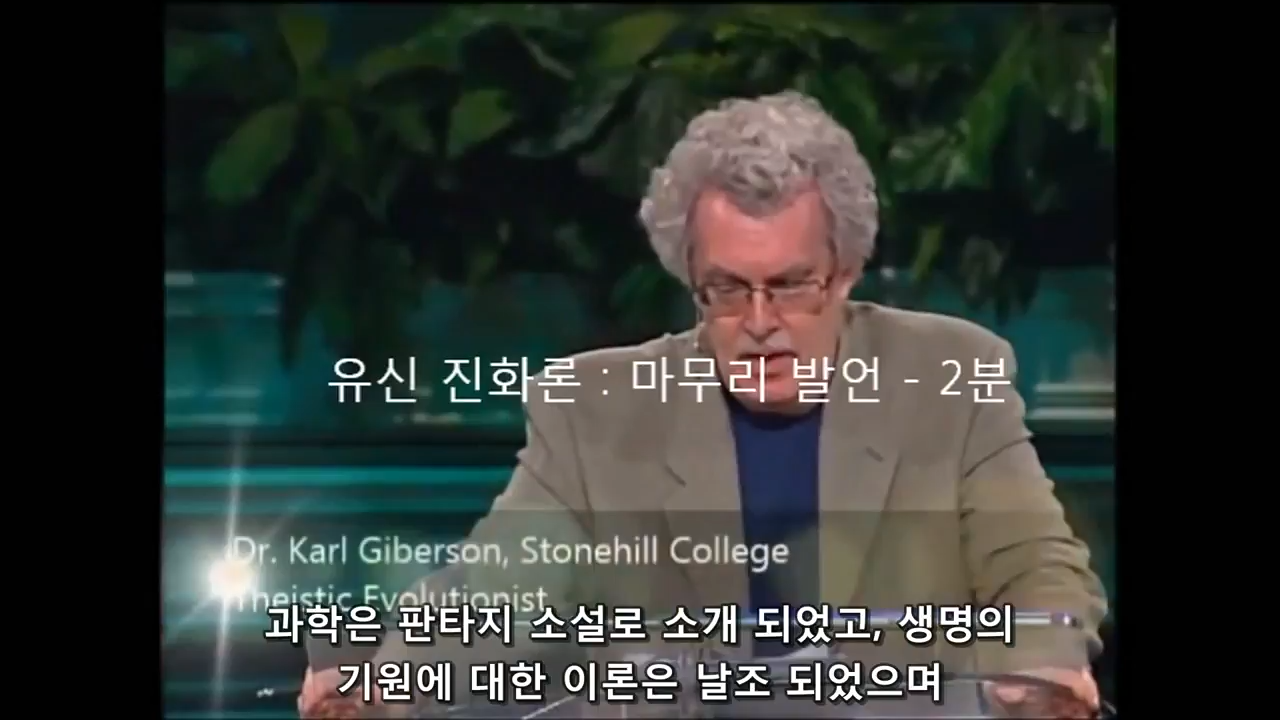 유신 진화론 : 마무리 발언 - 2분
Dr. Karl Giberson, Stonehill College
Theistic Evolutionist
과학은 판타지 소설로 소개 되었고, 생명의
기원에 대한 이론은 날조 되었으며